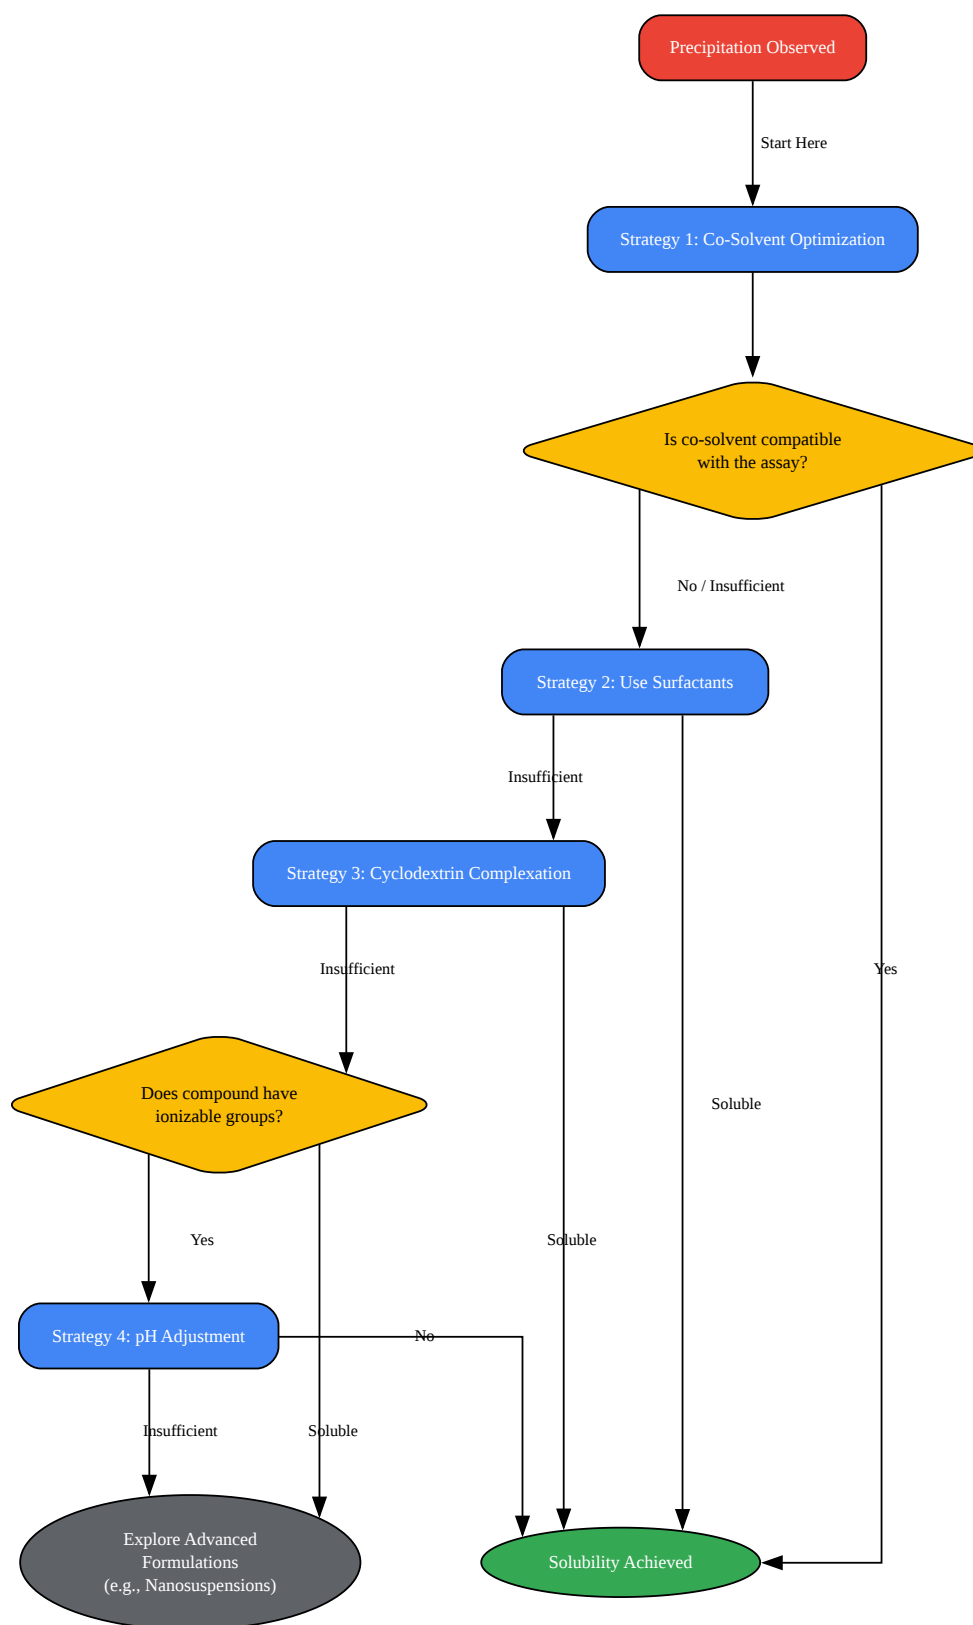 Precipitation Observed
Start Here
Strategy 1: Co-Solvent Optimization
Is co-solvent compatible
with the assay?
No / Insufficient
Strategy 2: Use Surfactants
Insufficient
Strategy 3: Cyclodextrin Complexation
Insufficient
Yes
Does compound have
ionizable groups?
Soluble
Yes
Soluble
Strategy 4: pH Adjustment
No
Insufficient
Soluble
Explore Advanced
Formulations
(e.g., Nanosuspensions)
Solubility Achieved